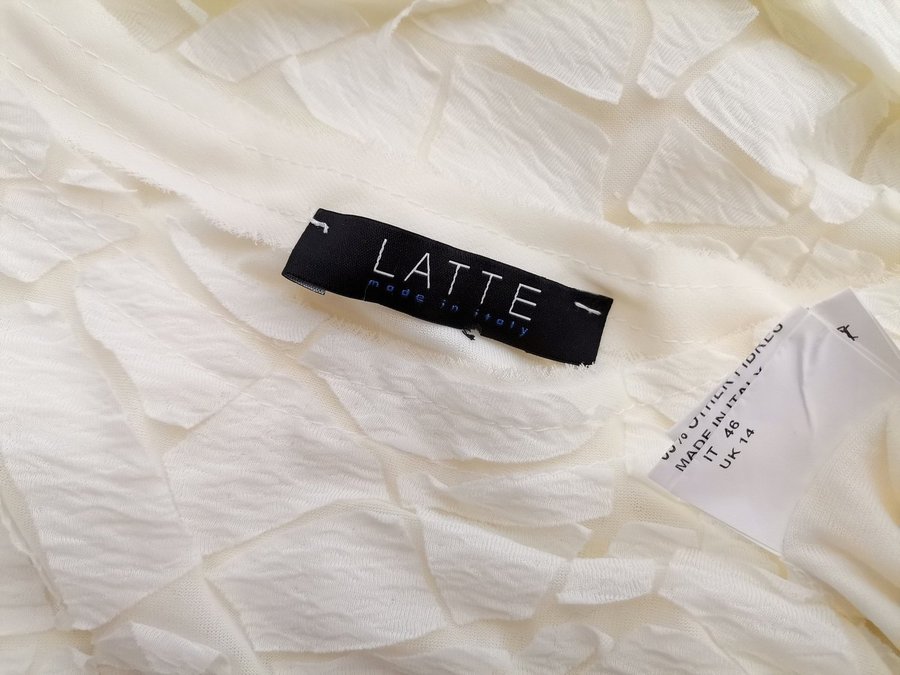 LATTE
made in italy
OTHER FIBRES
MADE IN ITALY
IT 46
UK 14